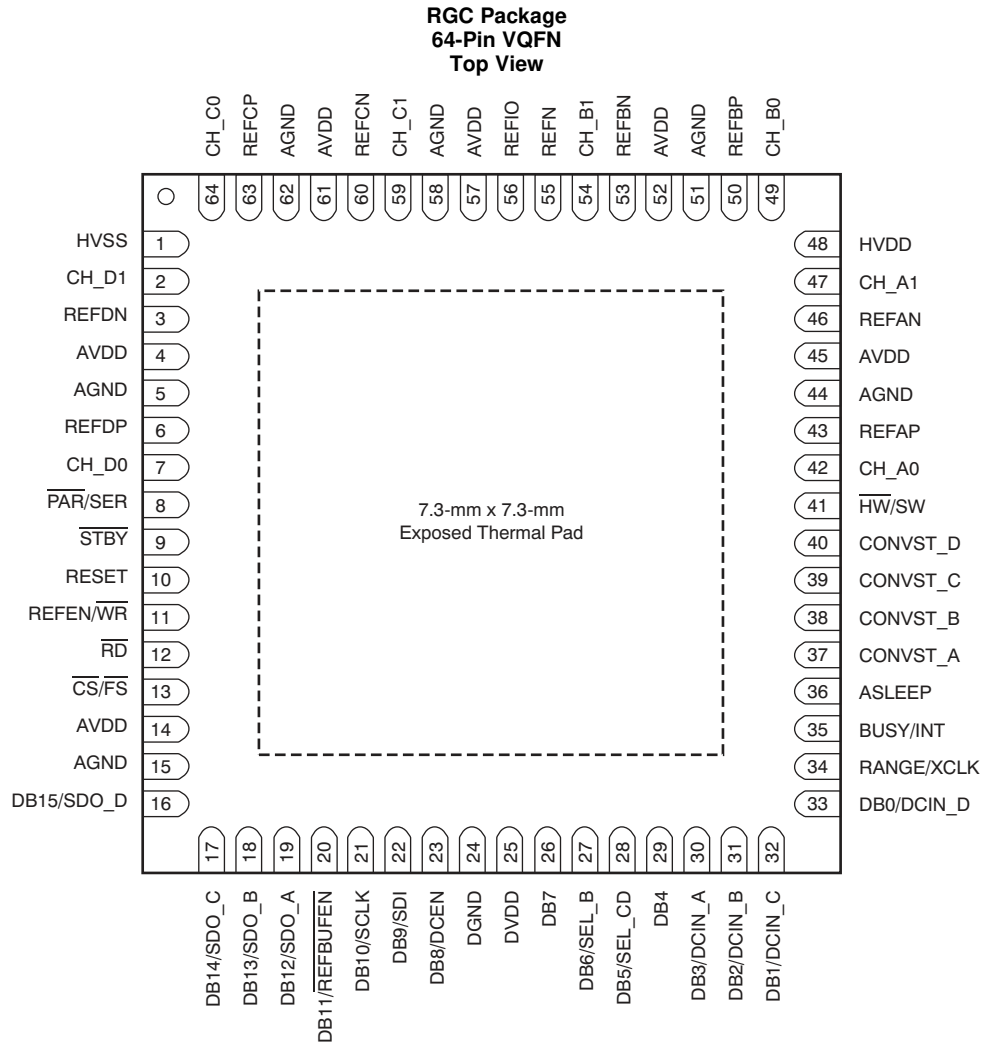 RGC Package
64-Pin VQFN
Top View
CH_C0
REFCP
AGND
AVDD
REFCN
CH_C1
AGND
AVDD
REFIO
REFN
CH_B1
REFBN
AVDD
AGND
REFBP
CH_B0
64 63 62 61 60 59 58 57 56 55 54 53 52 51 50 49
HVSS 1 48 HVDD
CH_D1 2 47 CH_A1
REFDN 3 46 REFAN
AVDD 4 45 AVDD
AGND 5 44 AGND
REFDP 6 43 REFAP
CH_D0 7 42 CH_A0
PAR/SER 8 41 HW/SW
STBY 9 40 CONVST_D
RESET 10 39 CONVST_C
REFEN/WR 11 38 CONVST_B
RD 12 37 CONVST_A
CS/FS 13 36 ASLEEP
AVDD 14 35 BUSY/INT
AGND 15 34 RANGE/XCLK
DB15/SDO_D 16 33 DB0/DCIN_D
7.3-mm x 7.3-mm
Exposed Thermal Pad
17 18 19 20 21 22 23 24 25 26 27 28 29 30 31 32
DB14/SDO_C
DB13/SDO_B
DB12/SDO_A
DB11/REFBUFEN
DB10/SCLK
DB9/SDI
DB8/DCEN
DGND
DVDD
DB7
DB6/SEL_B
DB5/SEL_CD
DB4
DB3/DCIN_A
DB2/DCIN_B
DB1/DCIN_C